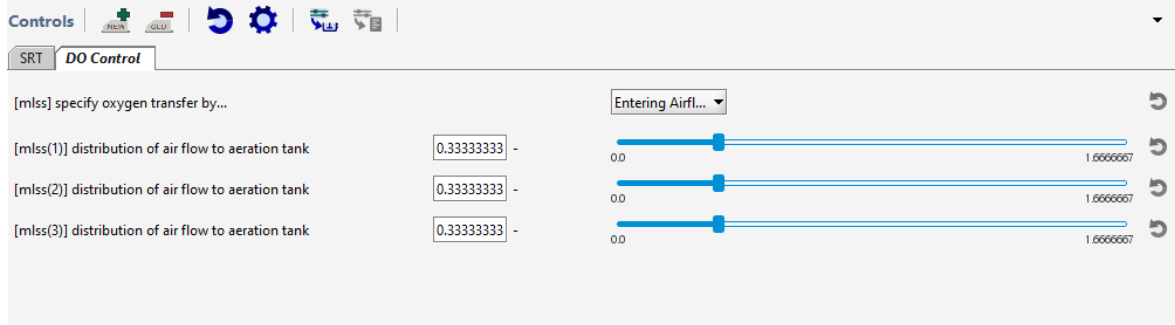 Controls NEW GLU
SRT DO Control
[mlss] specify oxygen transfer by... Entering Airfl...
[mlss(1)] distribution of air flow to aeration tank 0.33333333 - 0.0 1.6666667
[mlss(2)] distribution of air flow to aeration tank 0.33333333 - 0.0 1.6666667
[mlss(3)] distribution of air flow to aeration tank 0.33333333 - 0.0 1.6666667